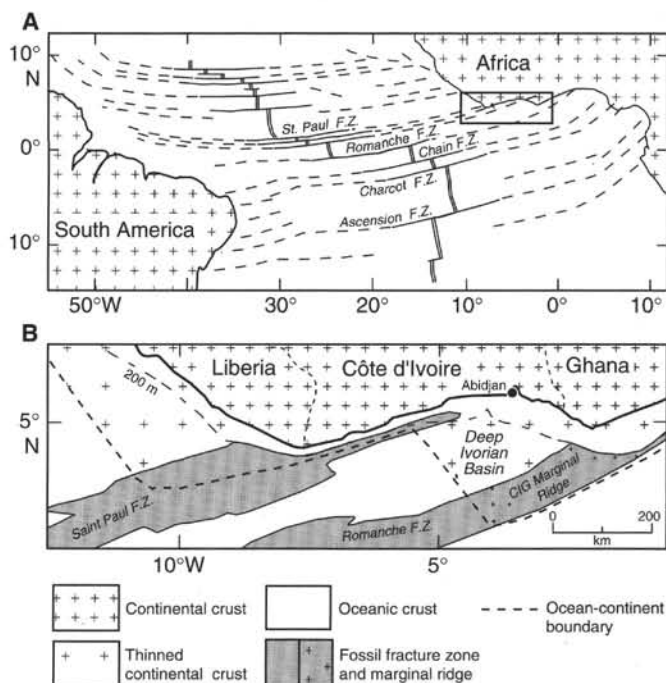 A
10°
N
0°
10°
Africa
St. Paul F.Z.
Romanche F.Z.
Chain F.Z.
Charcot F.Z.
Ascension F.Z.
South America
50°W
30°
20°
10°
0°
10°
B
Liberia
Côte d'Ivoire
Ghana
200 m
Abidjan
5°
N
Deep
Ivorian
Basin
CIG Marginal
Ridge
Saint Paul F.Z.
Romanche F.Z.
0
200
km
10°W
5°
Continental crust
Oceanic crust
Ocean-continent
boundary
Thinned
continental crust
Fossil fracture zone
and marginal ridge